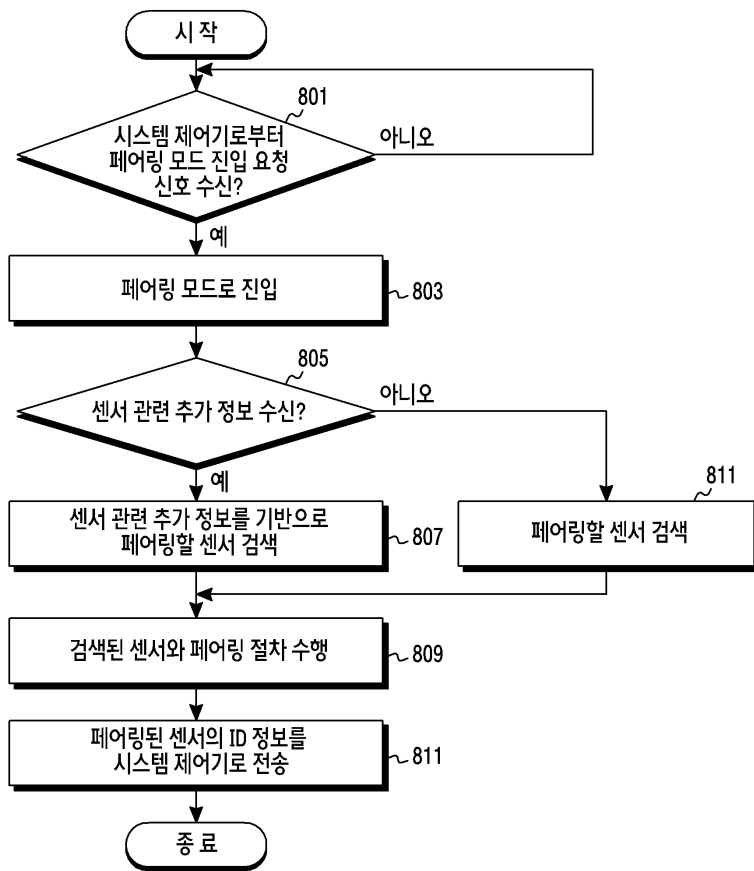 시 작
801
시스템 제어기로부터
페어링 모드 진입 요청
신호 수신?
아니오
예
페어링 모드로 진입
803
805
센서 관련 추가 정보 수신?
아니오
예
센서 관련 추가 정보를 기반으로
페어링할 센서 검색
807
811
페어링할 센서 검색
검색된 센서와 페어링 절차 수행
809
페어링된 센서의 ID 정보를
시스템 제어기로 전송
811
종 료